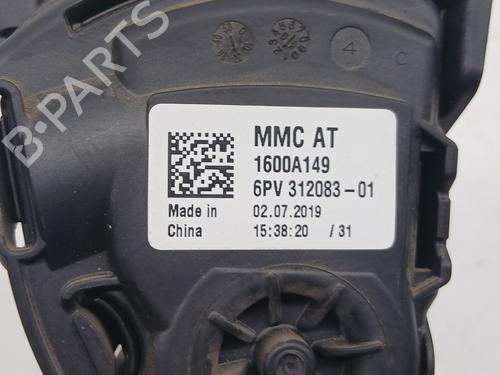 4 C
MMC AT
1600A149
6PV 312083-01
Made in 02.07.2019
China 15:38:20 /31
B-PARTS